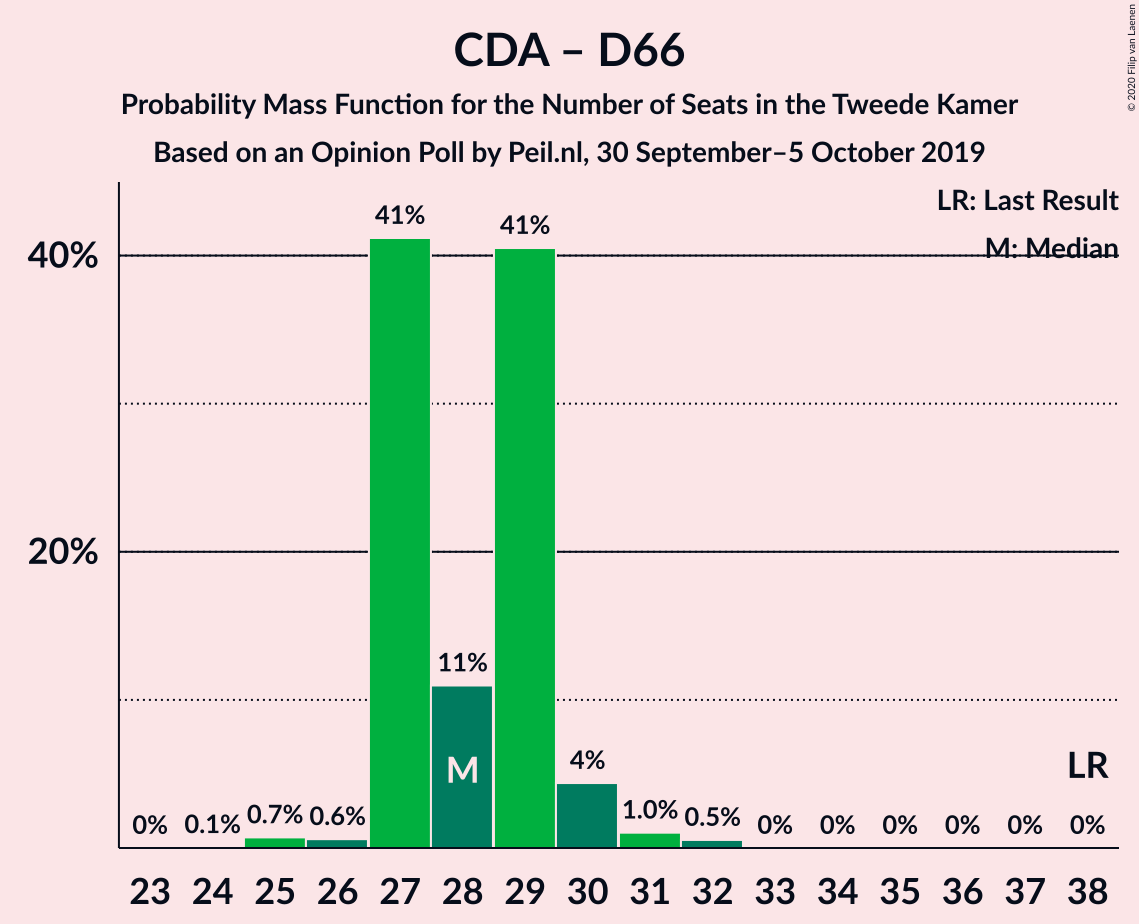 CDA – D66
Probability Mass Function for the Number of Seats in the Tweede Kamer
Based on an Opinion Poll by Peil.nl, 30 September–5 October 2019
© 2020 Filip van Laenen
LR: Last Result
M: Median
40%
20%
0% 0.1% 0.7% 0.6% 41% 11% 41% 4% 1.0% 0.5% 0% 0% 0% 0% 0% 0%
M
LR
23 24 25 26 27 28 29 30 31 32 33 34 35 36 37 38